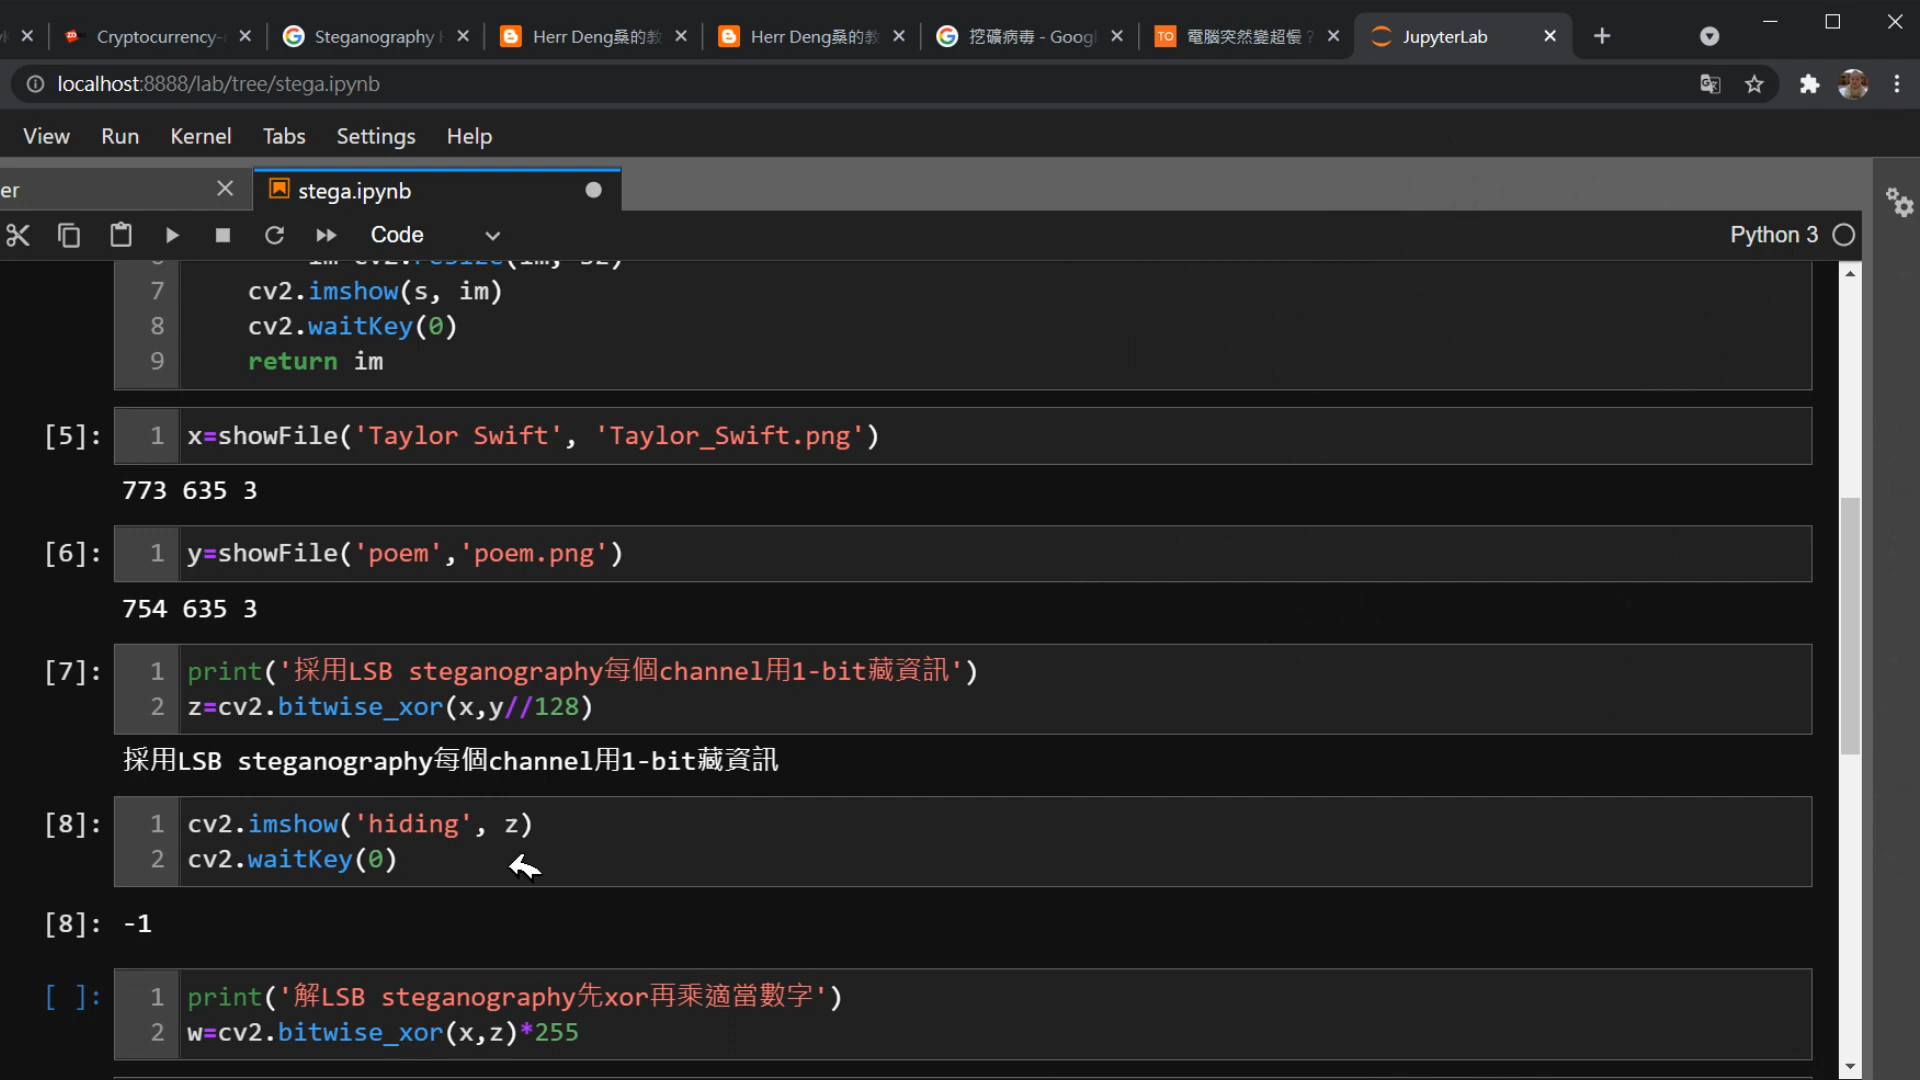 Cryptocurrency-
Steganography
Herr Deng桑的教
Herr Deng桑的教
挖礦病毒 - Googl
TO 電腦突然變超慢？
JupyterLab
localhost:8888/lab/tree/stega.ipynb
View Run Kernel Tabs Settings Help
er
stega.ipynb
Code
Python 3
7 cv2.imshow(s, im)
8 cv2.waitKey(0)
9 return im
[5]: 1 x=showFile('Taylor Swift', 'Taylor_Swift.png')
773 635 3
[6]: 1 y=showFile('poem','poem.png')
754 635 3
[7]: 1 print('採用LSB steganography每個channel用1-bit藏資訊')
2 z=cv2.bitwise_xor(x,y//128)
採用LSB steganography每個channel用1-bit藏資訊
[8]: 1 cv2.imshow('hiding', z)
2 cv2.waitKey(0)
[8]: -1
[ ]: 1 print('解LSB steganography先xor再乘適當數字')
2 w=cv2.bitwise_xor(x,z)*255